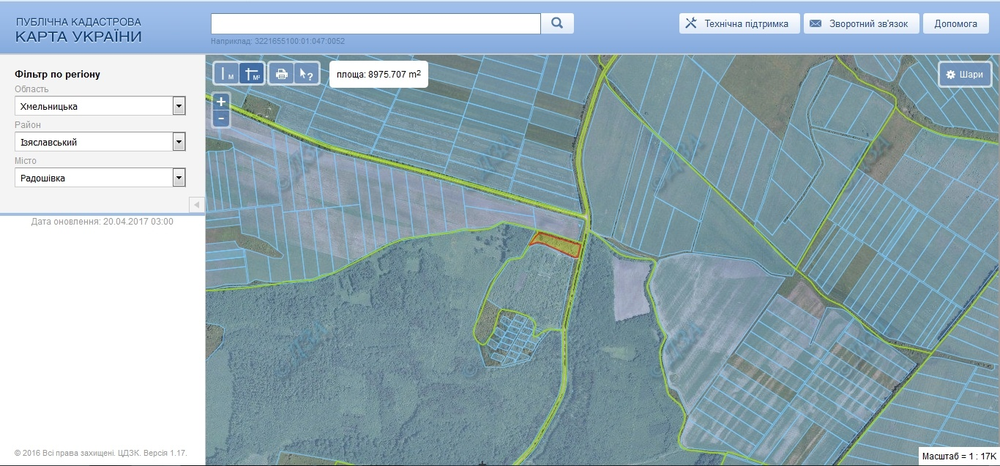 ПУБЛІЧНА КАДАСТРОВА
КАРТА УКРАЇНИ
Наприклад: 3221655100:01:047:0052
Технічна підтримка
Зворотний зв'язок
Допомога
Фільтр по регіону
Область
Хмельницька
Район
Ізяславський
Місто
Радошівка
Дата оновлення: 20.04.2017 03:00
© 2016 Всі права захищені. ЦДЗК. Версія 1.17.
М
М²
?
площа: 8975.707 m²
+
-
Шари
Масштаб = 1 : 17K